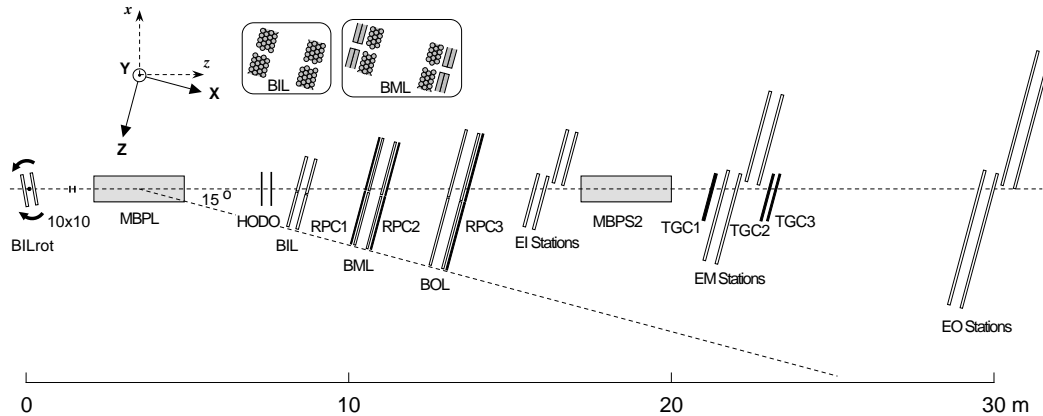 x
Y
z
X
Z
BIL
BML
15 o
10x10
MBPL
HODO
BILrot
BIL
RPC1
RPC2
RPC3
BML
BOL
EI Stations
MBPS2
TGC1
TGC2
TGC3
EM Stations
EO Stations
0
10
20
30 m